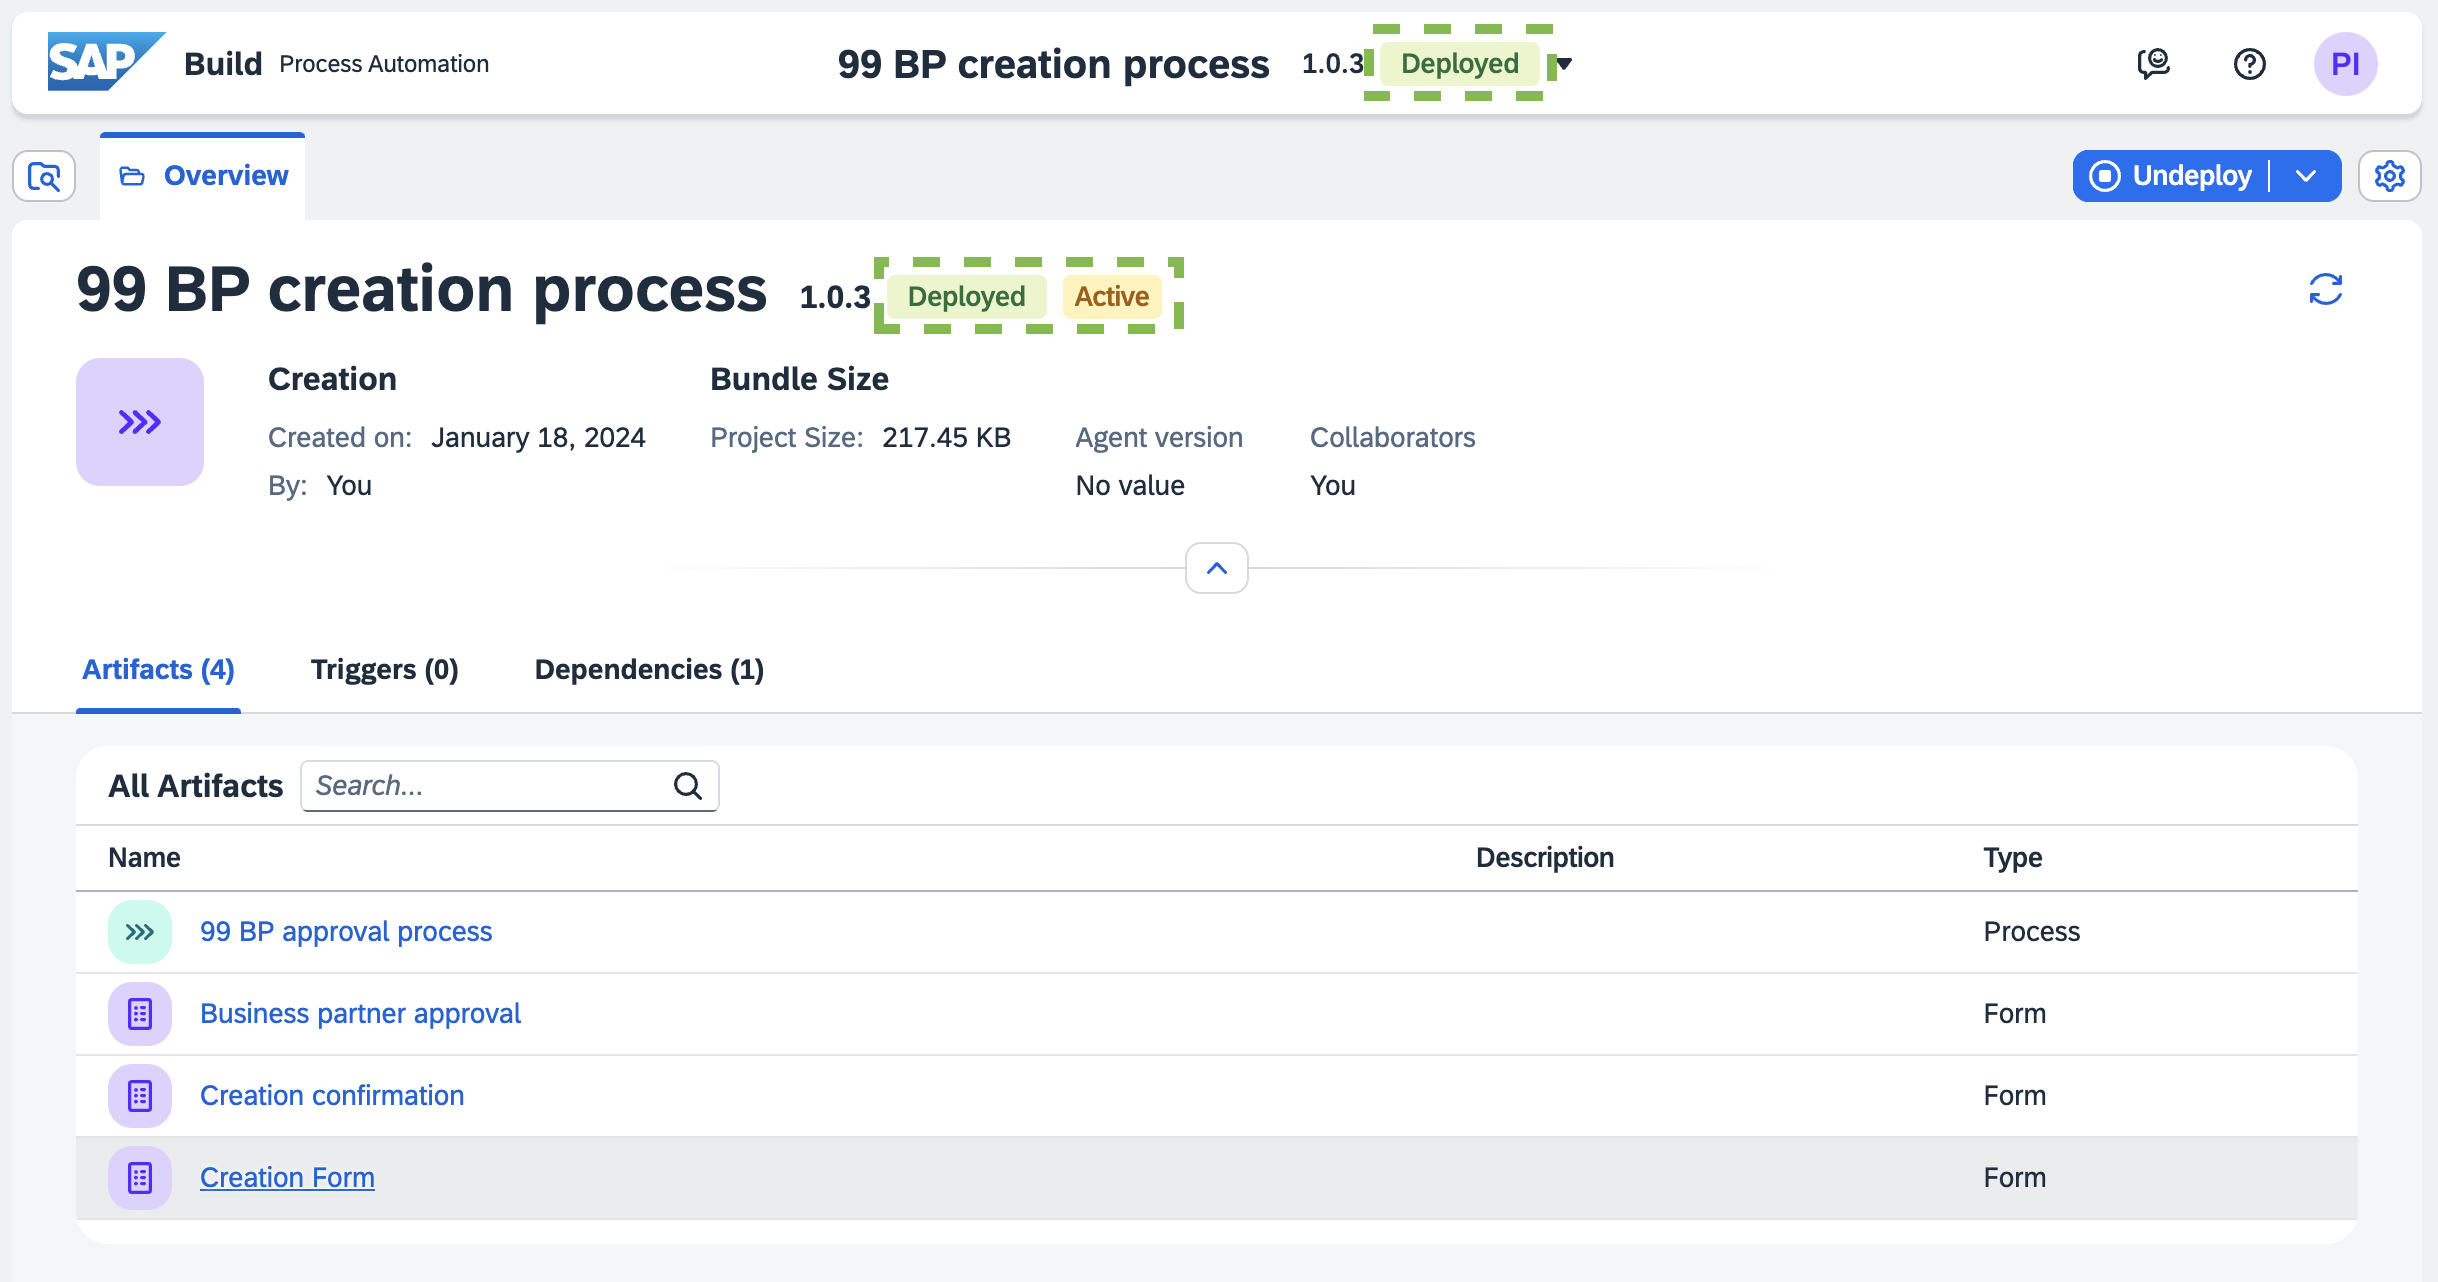 SAP Build Process Automation 99 BP creation process 1.0.3 Deployed PI
Overview Undeploy
99 BP creation process 1.0.3 Deployed Active
Creation Bundle Size
Created on: January 18, 2024 Project Size: 217.45 KB Agent version Collaborators
By: You No value You
Artifacts (4) Triggers (0) Dependencies (1)
All Artifacts Search...
Name Description Type
99 BP approval process Process
Business partner approval Form
Creation confirmation Form
Creation Form Form